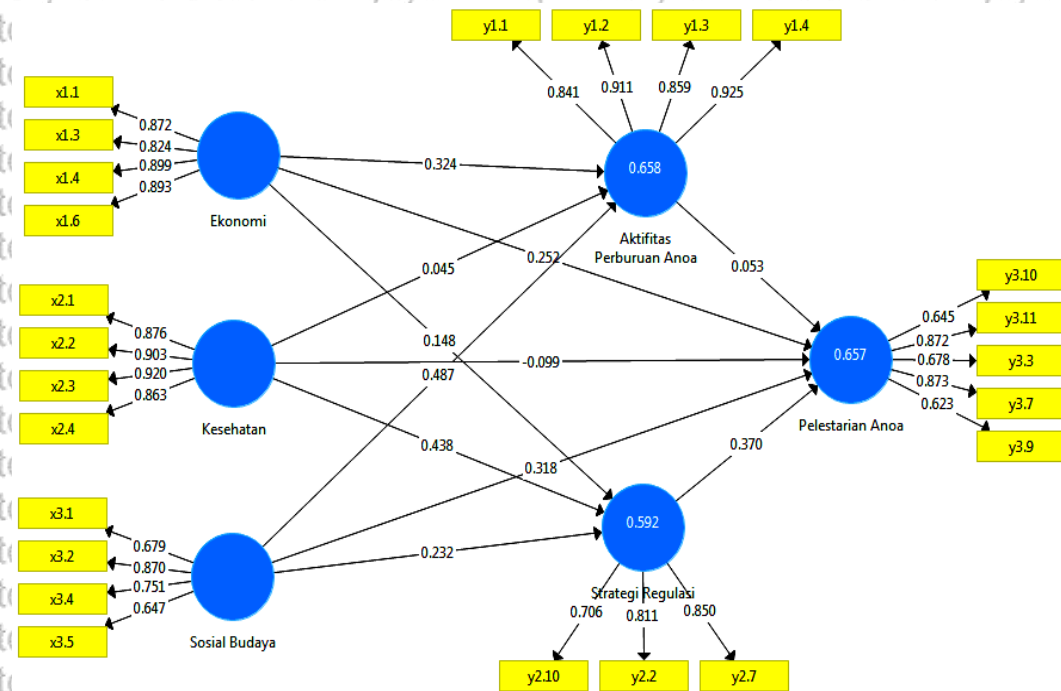 y1.1
y1.2
y1.3
y1.4
0.841
0.911
0.859
0.925
x1.1
x1.3
x1.4
x1.6
0.872
0.824
0.899
0.893
Ekonomi
0.324
0.658
Aktifitas
Perburuan Anoa
0.045
0.252
0.053
x2.1
x2.2
x2.3
x2.4
0.876
0.903
0.920
0.863
Kesehatan
0.148
0.487
-0.099
0.438
0.318
0.657
Pelestarian Anoa
0.370
y3.10
y3.11
y3.3
y3.7
y3.9
0.645
0.872
0.678
0.873
0.623
x3.1
x3.2
x3.4
x3.5
0.679
0.870
0.751
0.647
Sosial Budaya
0.232
0.592
Strategi Regulasi
0.706
0.811
0.850
y2.10
y2.2
y2.7